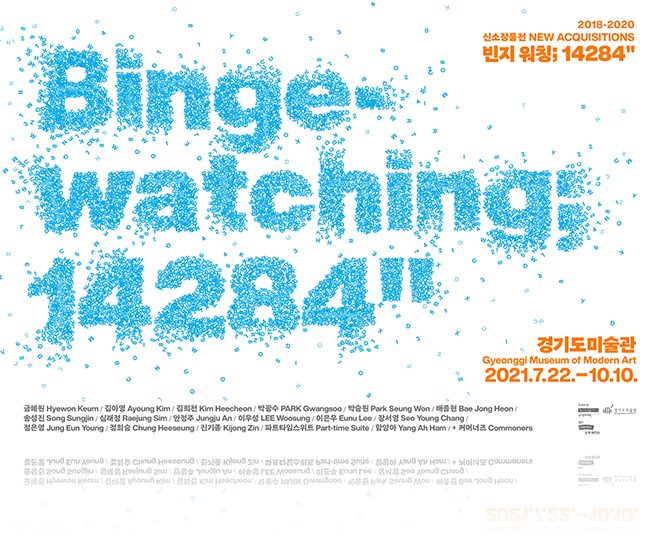 2018-2020
신소장품전 NEW ACQUISITIONS
빈지 워칭; 14284"
Binge-
watching;
14284"
경기도미술관
Gyeonggi Museum of Modern Art
2021.7.22.–10.10.
금혜원 Hyewon Keum / 김아영 Ayoung Kim / 김희천 Kim Heecheon / 박광수 PARK Gwangsoo / 박승원 Park Seung Won / 배종헌 Bae Jong Heon /
송성진 Song Sungjin / 심래정 Raejung Sim / 안정주 Jungju An / 이우성 LEE Woosung / 이은우 Eunu Lee / 장서영 Seo Young Chang /
정은영 Jung Eun Young / 정희승 Chung Heeseung / 진기종 Kijong Zin / 파트타임스위트 Part-time Suite / 함양아 Yang Ah Ham / + 커머너즈 Commoners